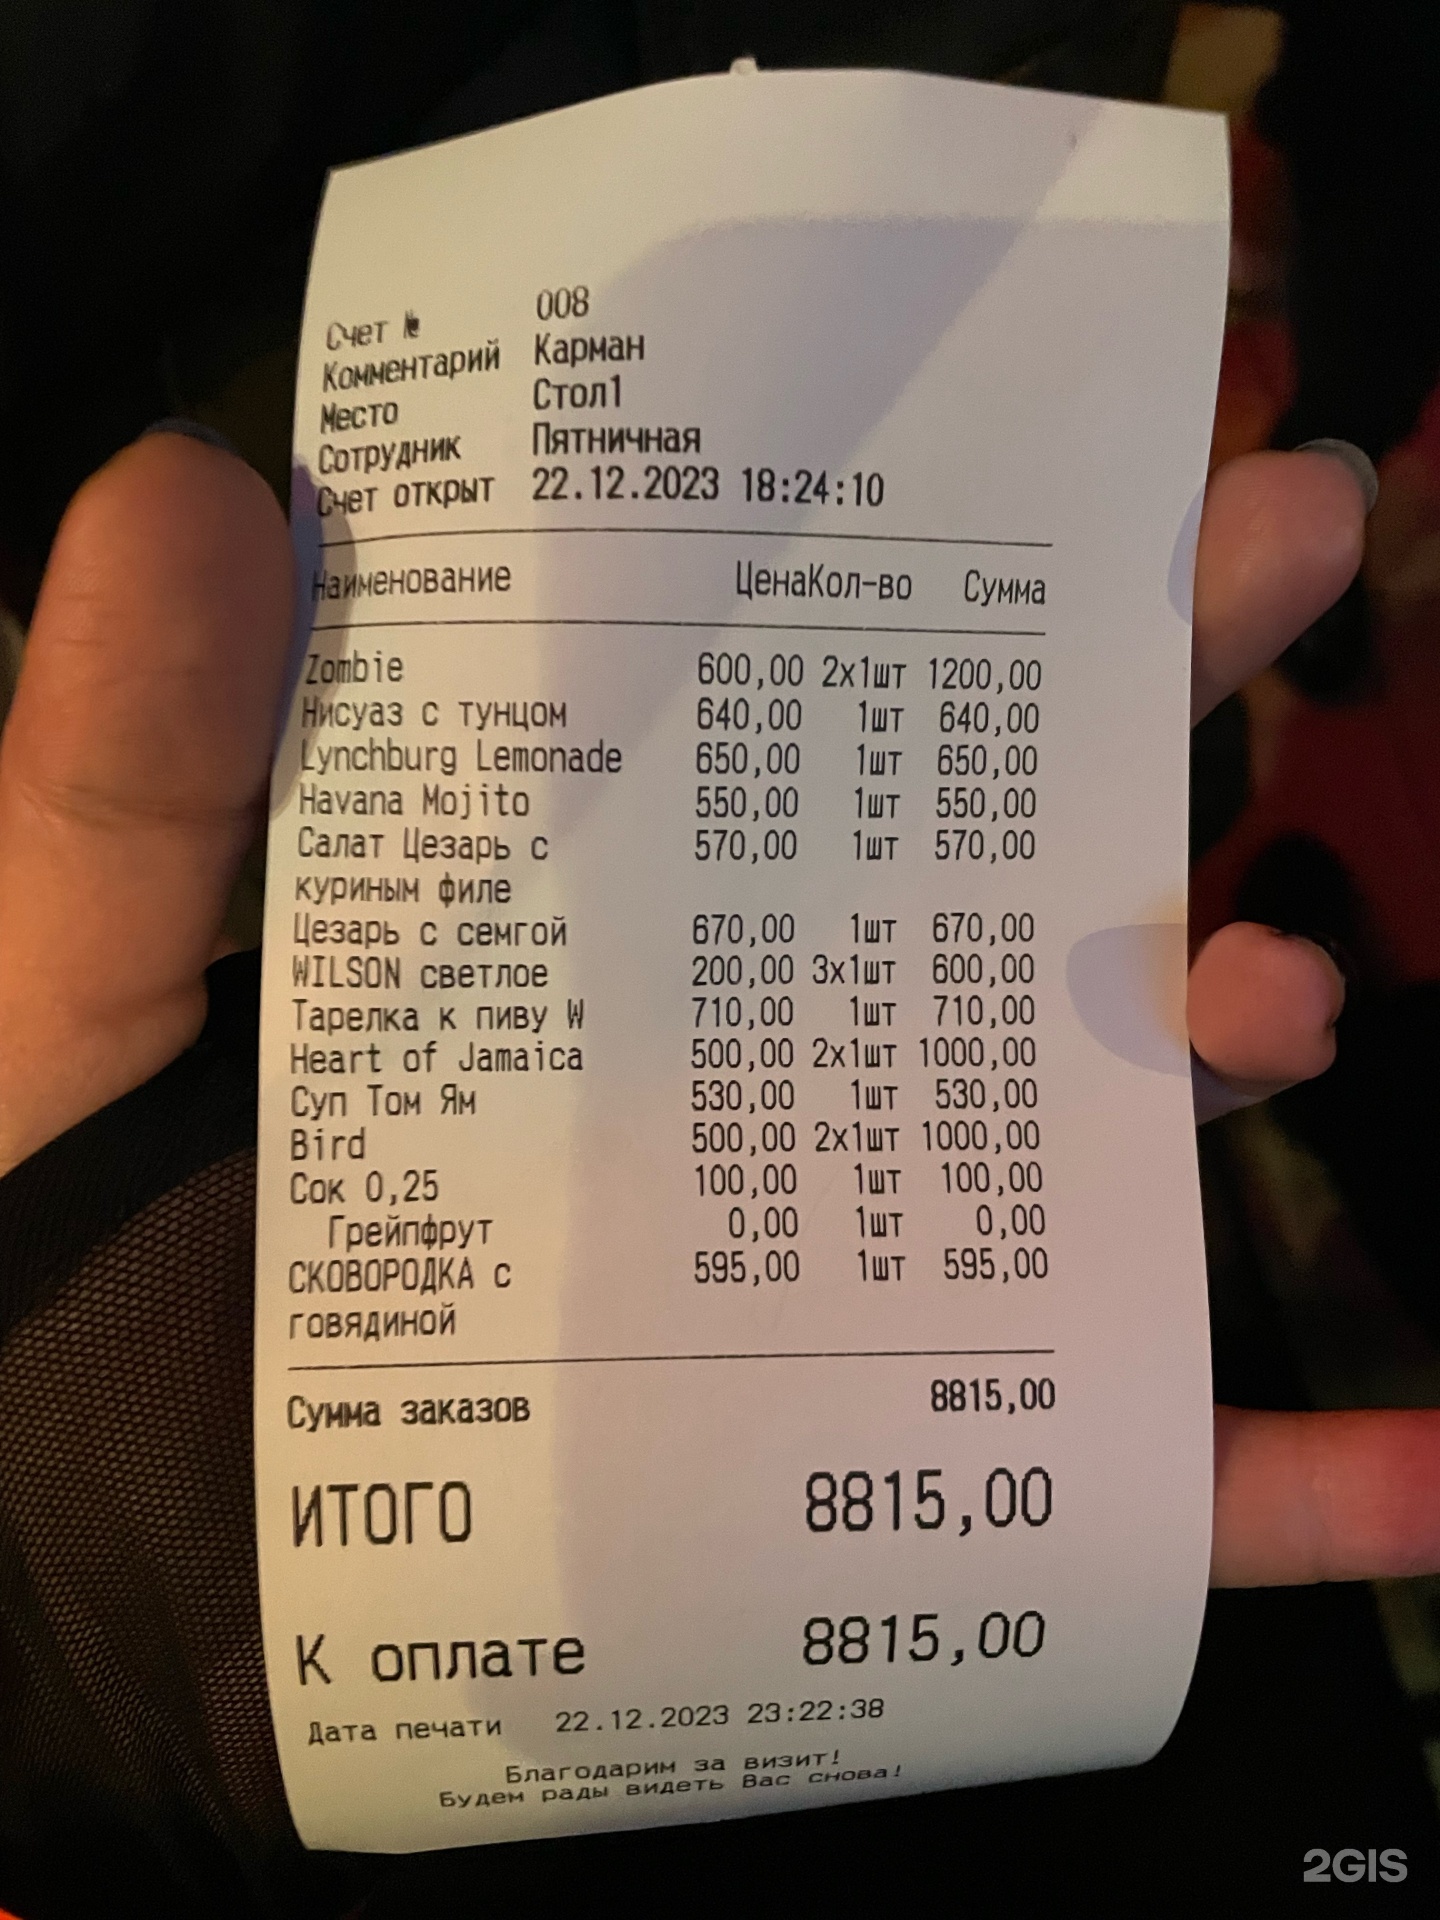 Счет № 008
Комментарий Карман
Место Стол1
Сотрудник Пятничная
Счет открыт 22.12.2023 18:24:10
Наименование ЦенаКол-во Сумма
Zombie 600,00 2x1шт 1200,00
Нисуаз с тунцом 640,00 1шт 640,00
Lynchburg Lemonade 650,00 1шт 650,00
Havana Mojito 550,00 1шт 550,00
Салат Цезарь с 570,00 1шт 570,00
куриным филе
Цезарь с семгой 670,00 1шт 670,00
WILSON светлое 200,00 3x1шт 600,00
Тарелка к пиву W 710,00 1шт 710,00
Heart of Jamaica 500,00 2x1шт 1000,00
Суп Том Ям 530,00 1шт 530,00
Bird 500,00 2x1шт 1000,00
Сок 0,25 100,00 1шт 100,00
Грейпфрут 0,00 1шт 0,00
СКОВОРОДКА с 595,00 1шт 595,00
говядиной
Сумма заказов 8815,00
ИТОГО 8815,00
К оплате 8815,00
Дата печати 22.12.2023 23:22:38
Благодарим за визит!
Будем рады видеть Вас снова!
2GIS